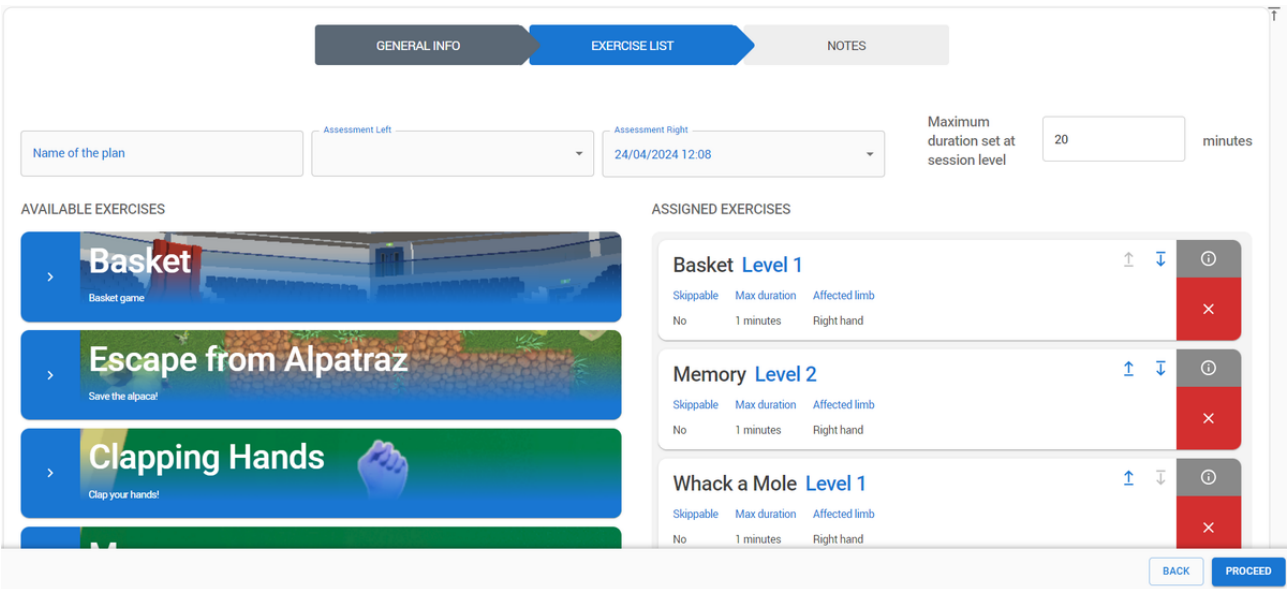 GENERAL INFO
EXERCISE LIST
NOTES
Name of the plan
Assessment Left
Assessment Right
24/04/2024 12:08
Maximum
duration set at
session level
20
minutes
AVAILABLE EXERCISES
Basket
Basket game
Escape from Alpatraz
Save the alpaca!
Clapping Hands
Clap your hands!
ASSIGNED EXERCISES
Basket Level 1
Skippable Max duration Affected limb
No 1 minutes Right hand
Memory Level 2
Skippable Max duration Affected limb
No 1 minutes Right hand
Whack a Mole Level 1
Skippable Max duration Affected limb
No 1 minutes Right hand
BACK
PROCEED